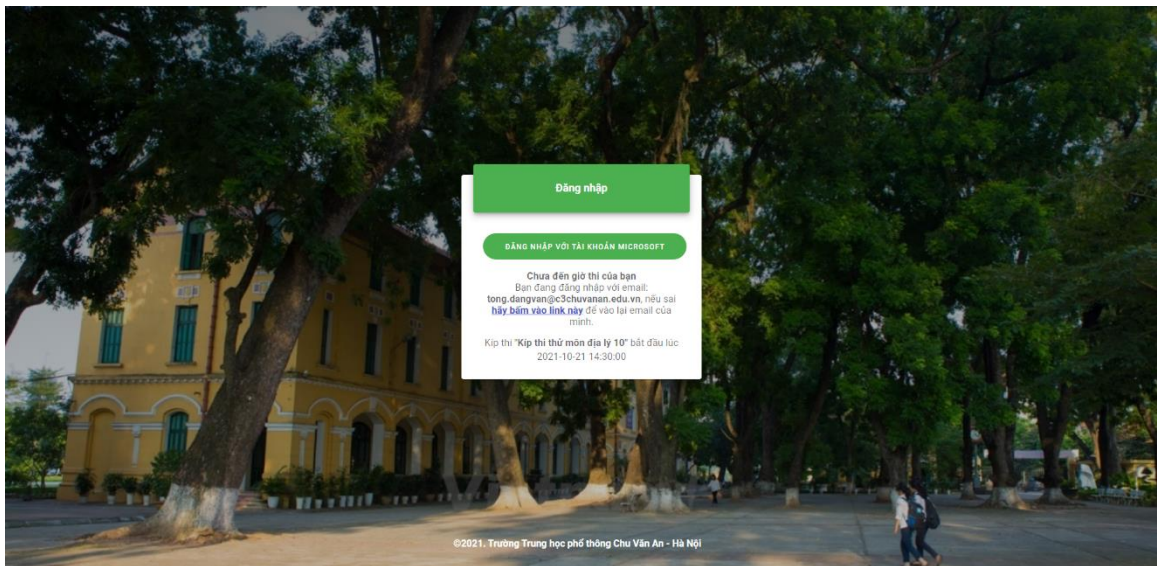 Đăng nhập
ĐĂNG NHẬP VỚI TÀI KHOẢN MICROSOFT
Chưa đến giờ thi của bạn
Bạn đang đăng nhập với email:
tong.dangvan@c3chuvanan.edu.vn, nếu sai
hãy bấm vào link này để vào lại email của
mình.
Kíp thi "Kíp thi thử môn địa lý 10" bắt đầu lúc
2021-10-21 14:30:00
©2021. Trường Trung học phổ thông Chu Văn An - Hà Nội